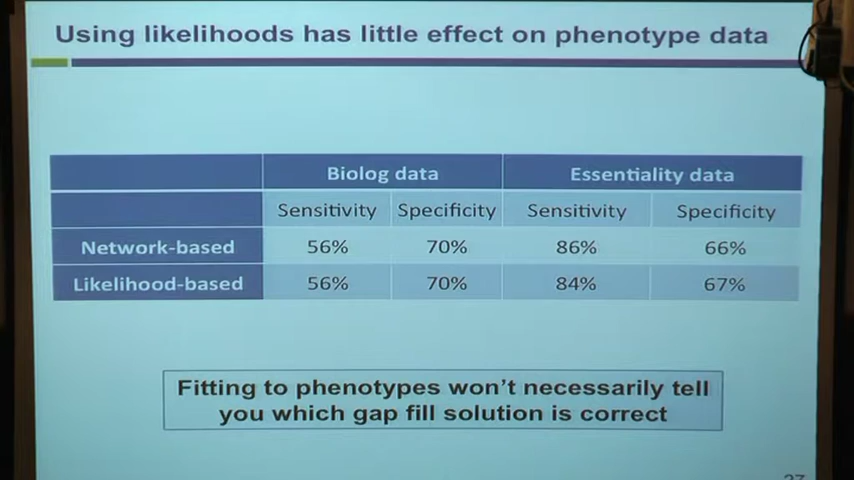 Using likelihoods has little effect on phenotype data
Biolog data Essentiality data
Sensitivity Specificity Sensitivity Specificity
Network-based 56% 70% 86% 66%
Likelihood-based 56% 70% 84% 67%
Fitting to phenotypes won't necessarily tell
you which gap fill solution is correct